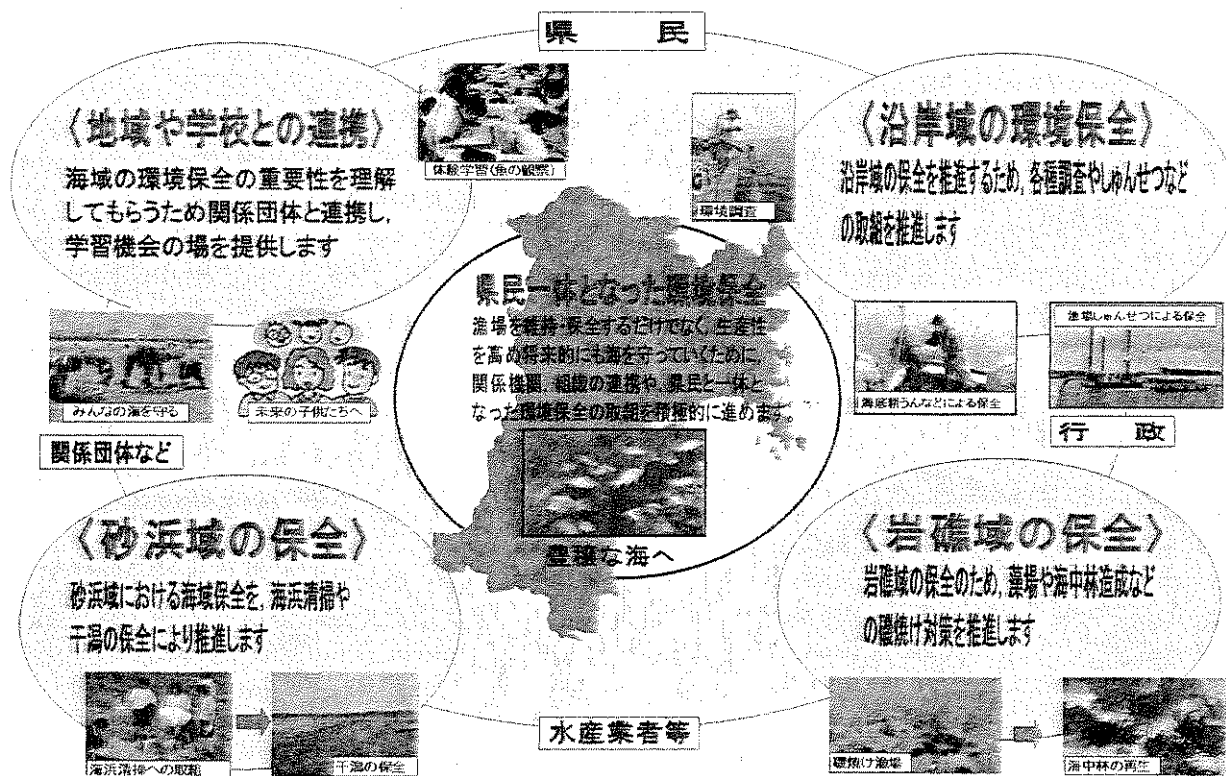 県　民
〈地域や学校との連携〉
海域の環境保全の重要性を理解
してもらうため関係団体と連携し，
学習機会の場を提供します
体験学習(魚の観察)
環境調査
〈沿岸域の環境保全〉
沿岸域の保全を推進するため，各種調査やしゅんせつなど
の取組を推進します
県民一体となった環境保全
漁場を維持・保全するだけでなく，生産性
を高め将来的にも海を守っていくために，
関係機関，組織の連携や，県民と一体と
なった環境保全の取組を積極的に進めます。
豊穣な海へ
みんなの海を守る
未来の子供たちへ
関係団体など
海底耕うんなどによる保全
漁場しゅんせつによる保全
行　政
〈砂浜域の保全〉
砂浜域における海域保全を，海浜清掃や
干潟の保全により推進します
海浜清掃への取組
干潟の保全
〈岩礁域の保全〉
岩礁域の保全のため，藻場や海中林造成など
の磯焼け対策を推進します
磯焼け漁場
海中林の再生
水産業者等